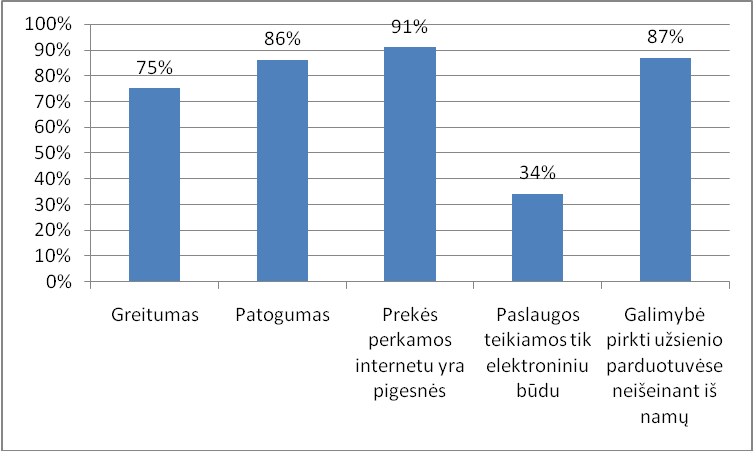 100%
90%
80%
70%
60%
50%
40%
30%
20%
10%
0%
75%
86%
91%
34%
87%
Greitumas
Patogumas
Prekės
perkamos
internetu yra
pigesnės
Paslaugos
teikiamos tik
elektroniniu
būdu
Galimybė
pirkti užsienio
parduotuvėse
neišeinant iš
namų